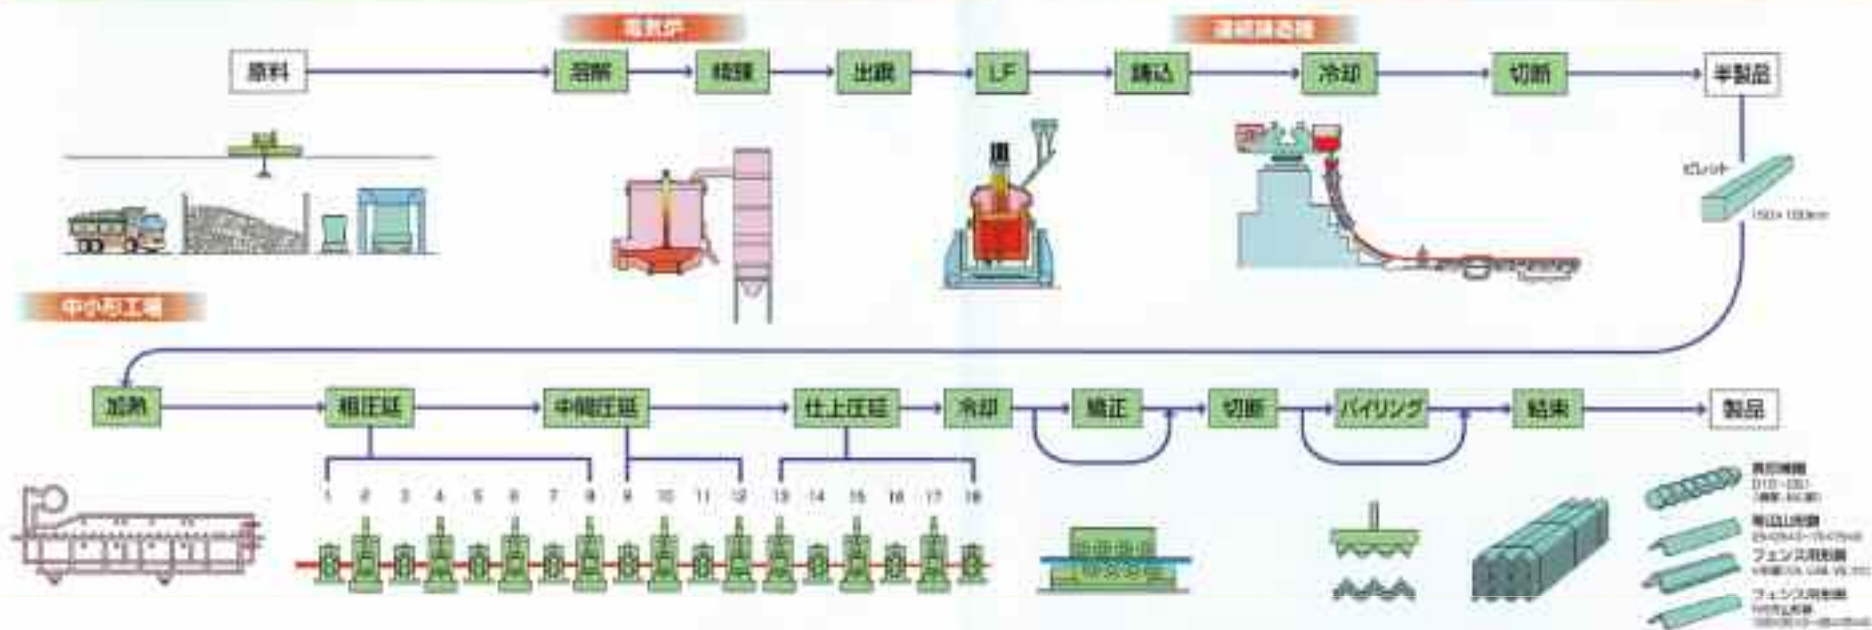 電気炉
連続鋳造機
原料
溶解
精錬
出鋼
LF
鋳込
冷却
切断
半製品
ビレット
中小形工場
加熱
粗圧延
中間圧延
仕上圧延
冷却
矯正
切断
パイリング
結束
製品
1 2 3 4 5 6 7 8 9 10 11 12 13 14 15 16 17 18
異形棒鋼
等辺山形鋼
フェンス用形鋼
フェンス用形鋼